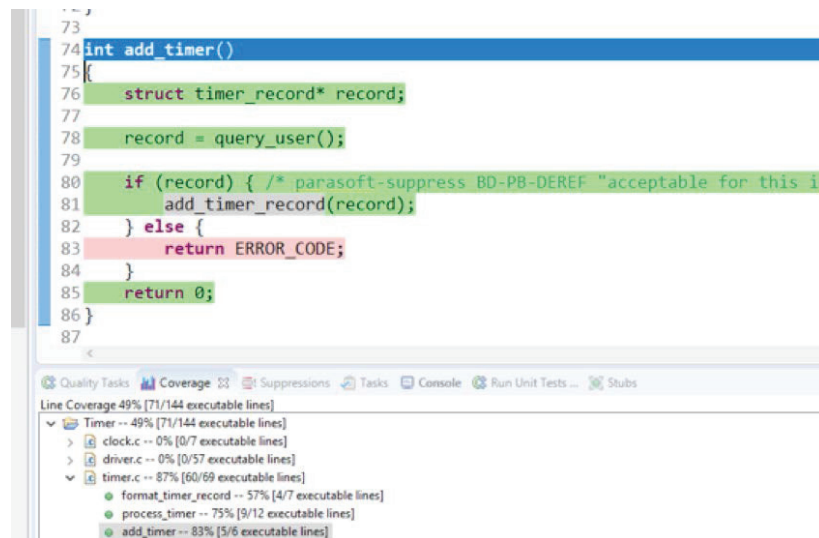 73
74 int add_timer()
75 {
76 struct timer_record* record;
77
78 record = query_user();
79
80 if (record) { /* parasoft-suppress BD-PB-DEREF "acceptable for this i
81 add_timer_record(record);
82 } else {
83 return ERROR_CODE;
84 }
85 return 0;
86 }
87
Quality Tasks Coverage Suppressions Tasks Console Run Unit Tests ... Stubs
Line Coverage 49% [71/144 executable lines]
Timer -- 49% [71/144 executable lines]
clock.c -- 0% [0/7 executable lines]
driver.c -- 0% [0/57 executable lines]
timer.c -- 87% [60/69 executable lines]
format_timer_record -- 57% [4/7 executable lines]
process_timer -- 75% [9/12 executable lines]
add_timer -- 83% [5/6 executable lines]